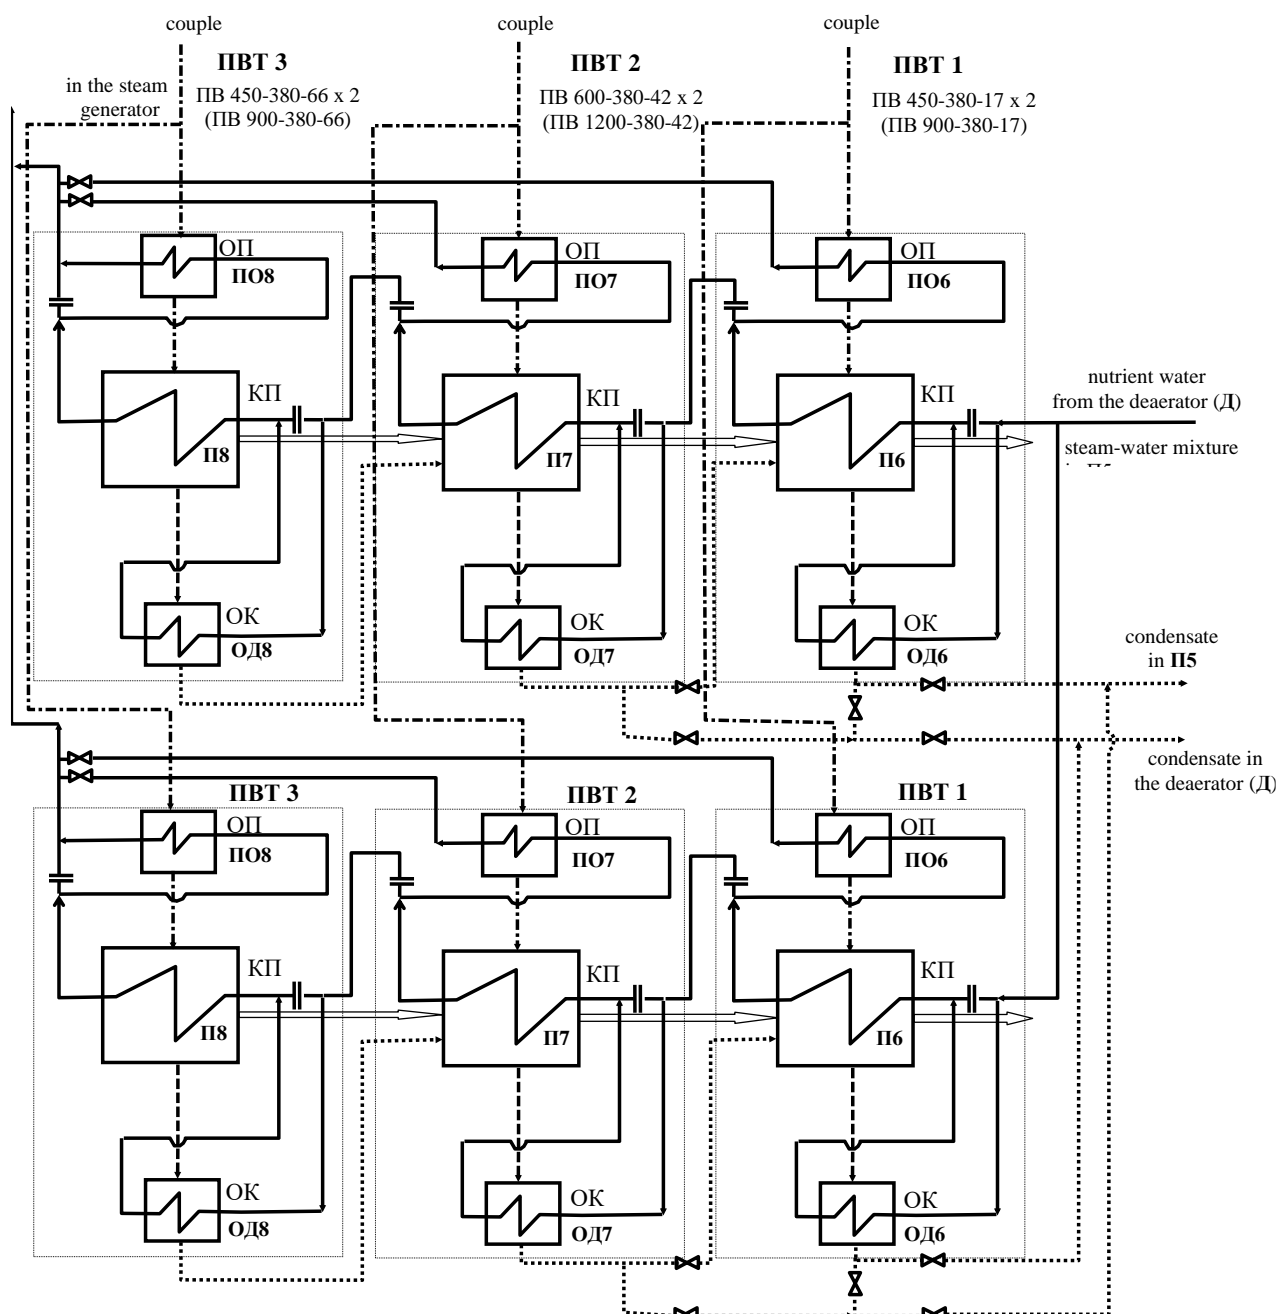 couple
couple
couple
ПВТ 3
ПВТ 2
ПВТ 1
in the steam
generator
ПВ 450-380-66 x 2
(ПВ 900-380-66)
ПВ 600-380-42 x 2
(ПВ 1200-380-42)
ПВ 450-380-17 x 2
(ПВ 900-380-17)
ОП
ПО8
ОП
ПО7
ОП
ПО6
КП
П8
КП
П7
КП
П6
nutrient water
from the deaerator (Д)
steam-water mixture
ОК
ОД8
ОК
ОД7
ОК
ОД6
condensate
in П5
condensate in
the deaerator (Д)
ПВТ 3
ПВТ 2
ПВТ 1
ОП
ПО8
ОП
ПО7
ОП
ПО6
КП
П8
КП
П7
КП
П6
ОК
ОД8
ОК
ОД7
ОК
ОД6